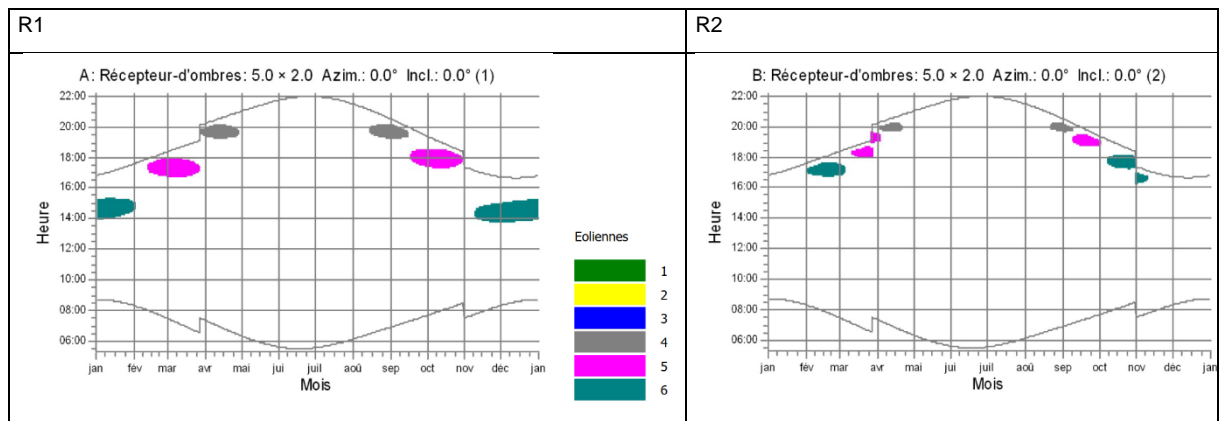 R1
R2
A: Récepteur-d'ombres: 5.0 × 2.0 Azim.: 0.0° Incl.: 0.0° (1)
22:00
20:00
18:00
16:00
14:00
12:00
10:00
08:00
06:00
Heure
jan fév mar avr mai jui juil aoû sep oct nov déc jan
Mois
Eoliennes
1
2
3
4
5
6
B: Récepteur-d'ombres: 5.0 × 2.0 Azim.: 0.0° Incl.: 0.0° (2)
22:00
20:00
18:00
16:00
14:00
12:00
10:00
08:00
06:00
Heure
jan fév mar avr mai jui juil aoû sep oct nov déc jan
Mois